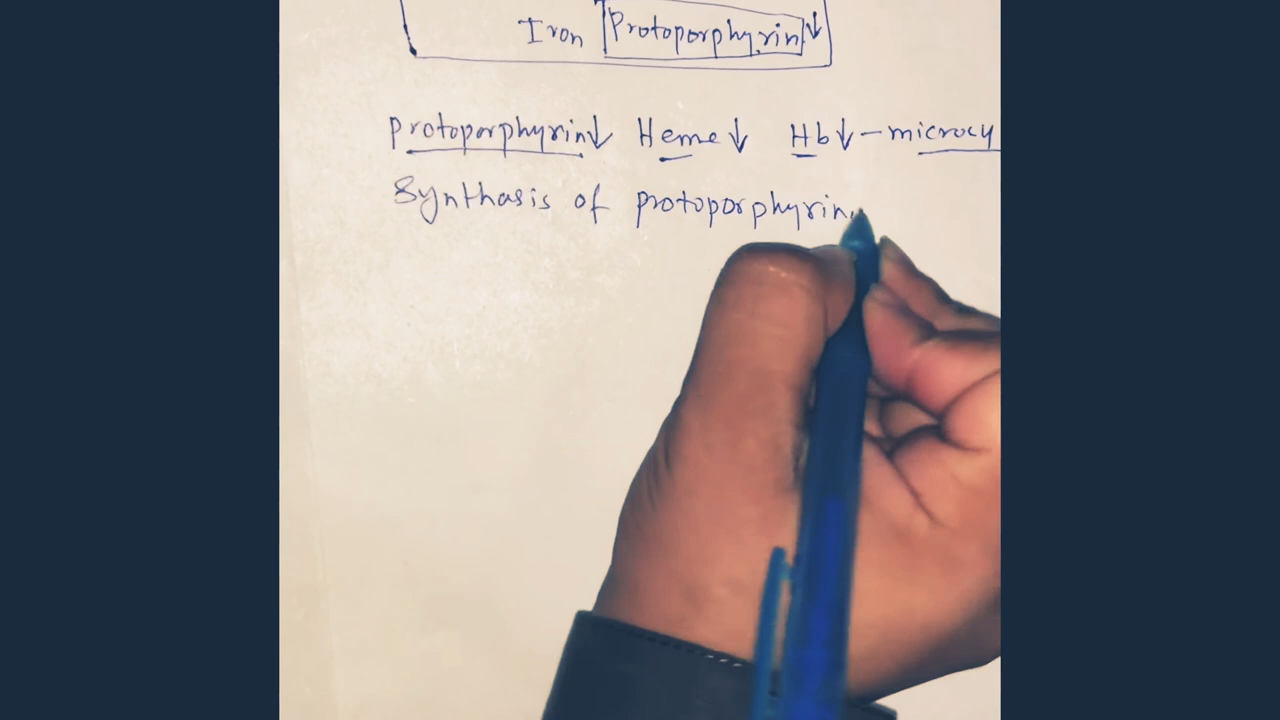 Iron Protoporphyrin↓
protoporphyrin↓ Heme↓ Hb↓ - microcy
Synthasis of protoporphyrin